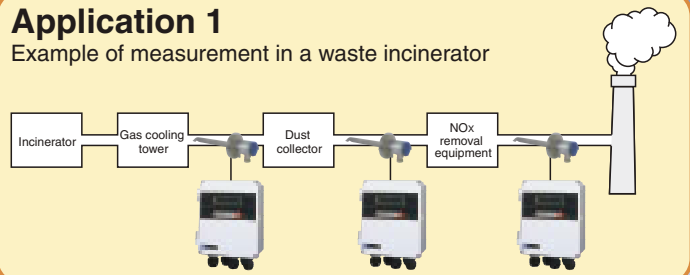 Application 1
Example of measurement in a waste incinerator
Incinerator
Gas cooling
tower
Dust
collector
NOx
removal
equipment